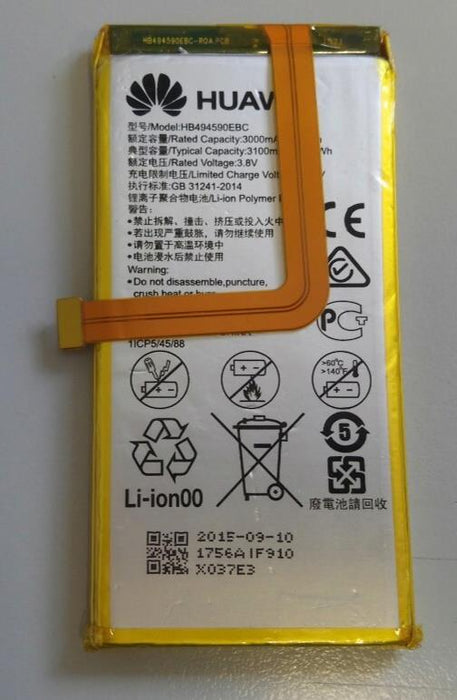 HB494590EBC-ROA PCB
HUAW
型号/Model:HB494590EBC
额定容量/Rated Capacity: 3000mA
典型容量/Typical Capacity: 3100m Wh
额定电压/Rated Voltage: 3.8V
充电限制电压/Limited Charge Volt V
执行标准: GB 31241-2014
锂离子聚合物电池/Li-ion Polymer
警告:
•禁止拆解、撞击、挤压或投入火中
•若出现严重鼓胀,请勿继续使用
•请勿置于高温环境中
•电池浸水后禁止使用
Warning:
•Do not disassemble,puncture,
crush heat or
CE
PCT
1ICP5/45/88
>60°C
>140°F
5
Li-ion00
廢電池請回收
2015-09-10
1756AIF910
X037E3